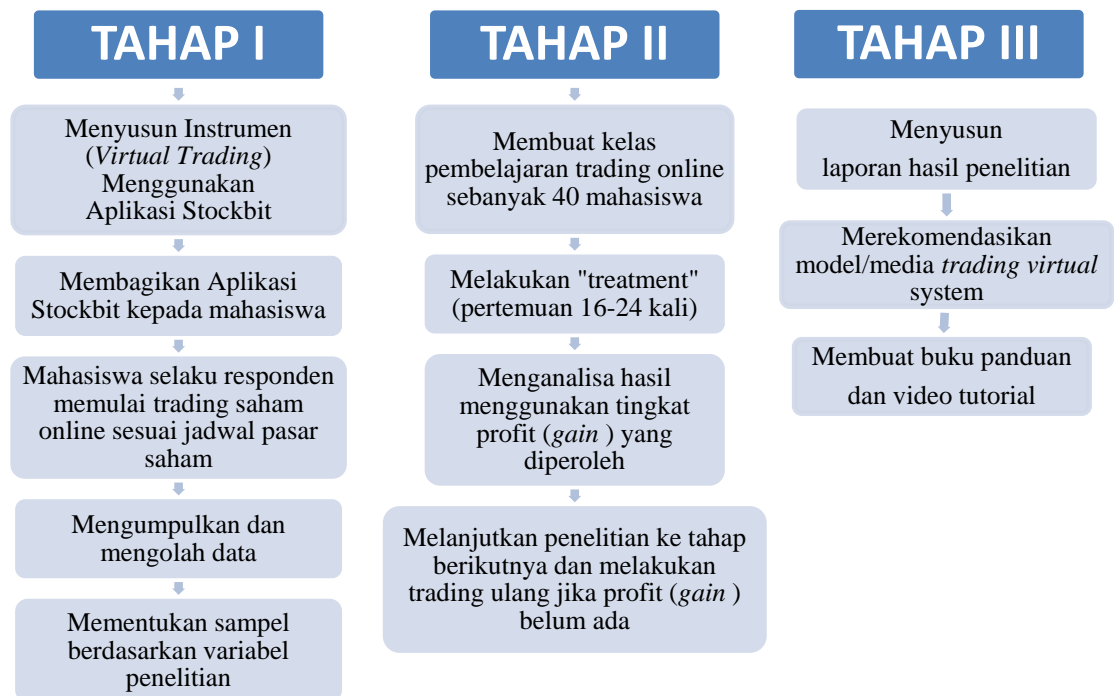 TAHAP I
Menyusun Instrumen
(Virtual Trading)
Menggunakan
Aplikasi Stockbit
Membagikan Aplikasi
Stockbit kepada mahasiswa
Mahasiswa selaku responden
memulai trading saham
online sesuai jadwal pasar
saham
Mengumpulkan dan
mengolah data
Mementukan sampel
berdasarkan variabel
penelitian
TAHAP II
Membuat kelas
pembelajaran trading online
sebanyak 40 mahasiswa
Melakukan "treatment"
(pertemuan 16-24 kali)
Menganalisa hasil
menggunakan tingkat
profit (gain ) yang
diperoleh
Melanjutkan penelitian ke tahap
berikutnya dan melakukan
trading ulang jika profit (gain )
belum ada
TAHAP III
Menyusun
laporan hasil penelitian
Merekomendasikan
model/media trading virtual
system
Membuat buku panduan
dan video tutorial